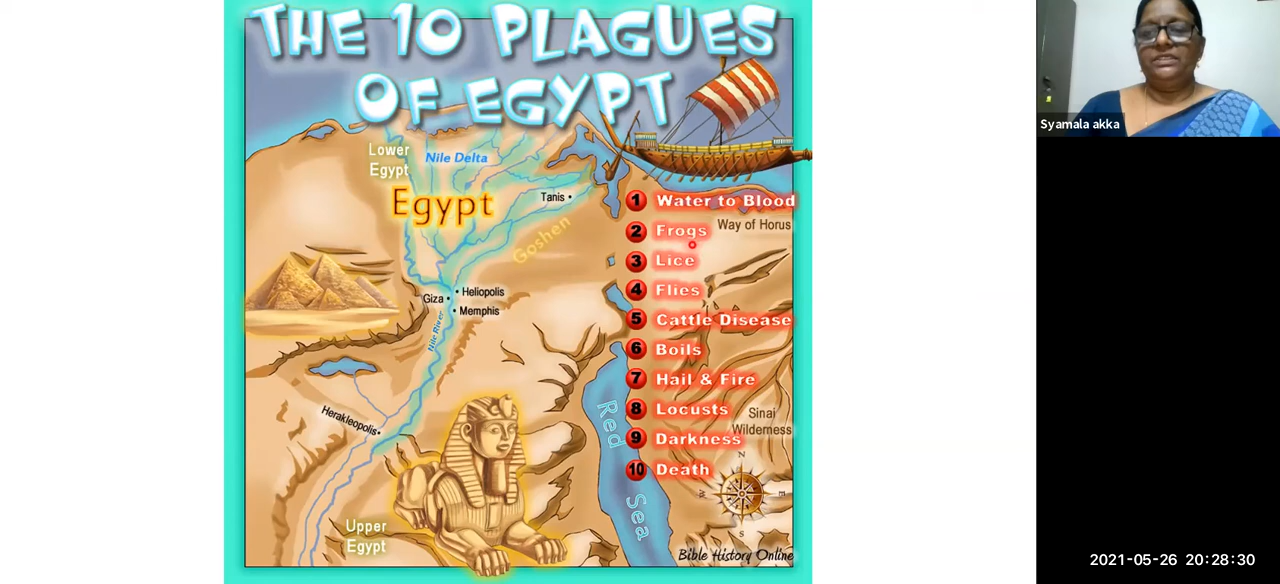 THE 10 PLAGUES
OF EGYPT
Lower
Egypt
Nile Delta
Egypt
Tanis
Goshen
Way of Horus
1 Water to Blood
2 Frogs
3 Lice
4 Flies
5 Cattle Disease
6 Boils
7 Hail & Fire
8 Locusts
9 Darkness
10 Death
Giza
Heliopolis
Memphis
Nile River
Herakleopolis
Red Sea
Sinai
Wilderness
N
W
E
S
Upper
Egypt
Bible History Online
Syamala akka
2021-05-26 20:28:30